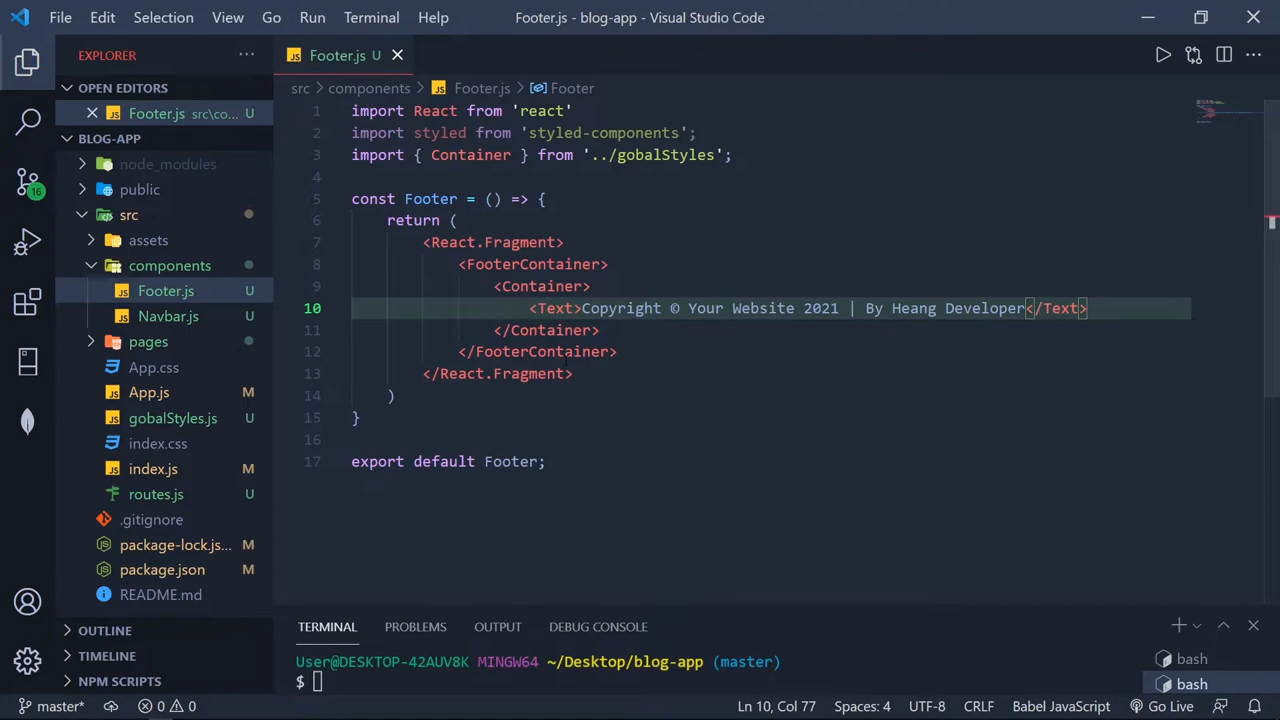 File Edit Selection View Go Run Terminal Help Footer.js - blog-app - Visual Studio Code
EXPLORER ...
OPEN EDITORS
Footer.js src\co... U
BLOG-APP
node_modules
public
src
assets
components
Footer.js U
Navbar.js U
pages
App.css
App.js M
gobalStyles.js U
index.css
index.js M
routes.js U
.gitignore
package-lock.js... M
package.json M
README.md
OUTLINE
TIMELINE
NPM SCRIPTS
16
JS Footer.js U
src > components > JS Footer.js > Footer
1 import React from 'react'
2 import styled from 'styled-components';
3 import { Container } from '../gobalStyles';
4
5 const Footer = () => {
6 return (
7 <React.Fragment>
8 <FooterContainer>
9 <Container>
10 <Text>Copyright © Your Website 2021 | By Heang Developer</Text>
11 </Container>
12 </FooterContainer>
13 </React.Fragment>
14 )
15 }
16
17 export default Footer;
TERMINAL PROBLEMS OUTPUT DEBUG CONSOLE
User@DESKTOP-42AUV8K MINGW64 ~/Desktop/blog-app (master)
$
bash
bash
master* 0 0 Ln 10, Col 77 Spaces: 4 UTF-8 CRLF Babel JavaScript Go Live